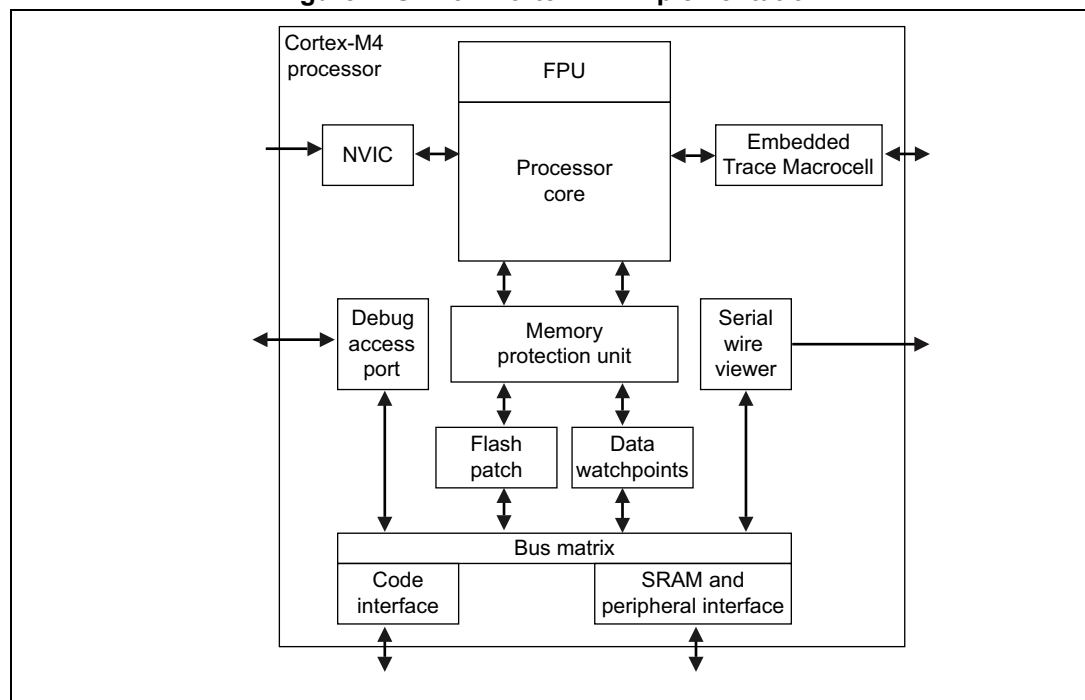 Cortex-M4
processor
FPU
NVIC
Processor
core
Embedded
Trace Macrocell
Debug
access
port
Memory
protection unit
Serial
wire
viewer
Flash
patch
Data
watchpoints
Bus matrix
Code
interface
SRAM and
peripheral interface